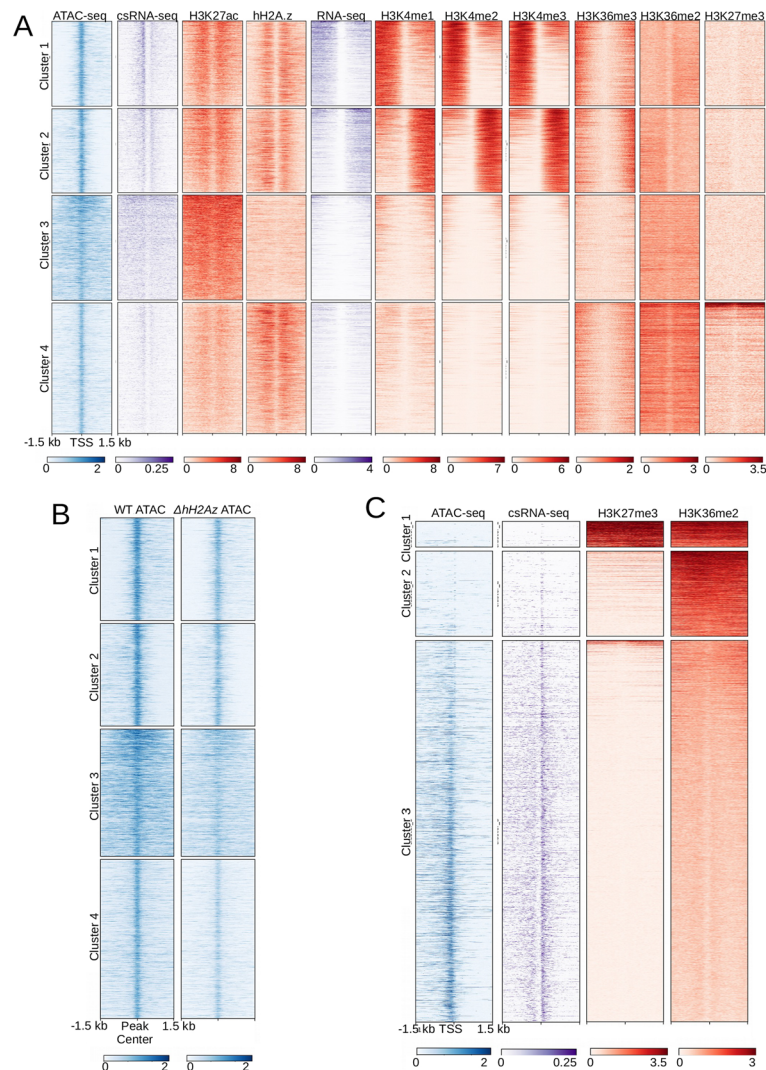 A
ATAC-seq csRNA-seq H3K27ac hH2A.z RNA-seq H3K4me1 H3K4me2 H3K4me3 H3K36me3 H3K36me2 H3K27me3
Cluster 1
Cluster 2
Cluster 3
Cluster 4
-1.5 kb TSS 1.5 kb
0 2 0 0.25 0 8 0 8 0 4 0 8 0 7 0 6 0 2 0 3 0 3.5
B
WT ATAC ΔhH2Az ATAC
Cluster 1
Cluster 2
Cluster 3
Cluster 4
-1.5 kb Peak Center 1.5 kb
0 2 0 2
C
ATAC-seq csRNA-seq H3K27me3 H3K36me2
Cluster 1
Cluster 2
Cluster 3
-1.5 kb TSS 1.5 kb
0 2 0 0.25 0 3.5 0 3